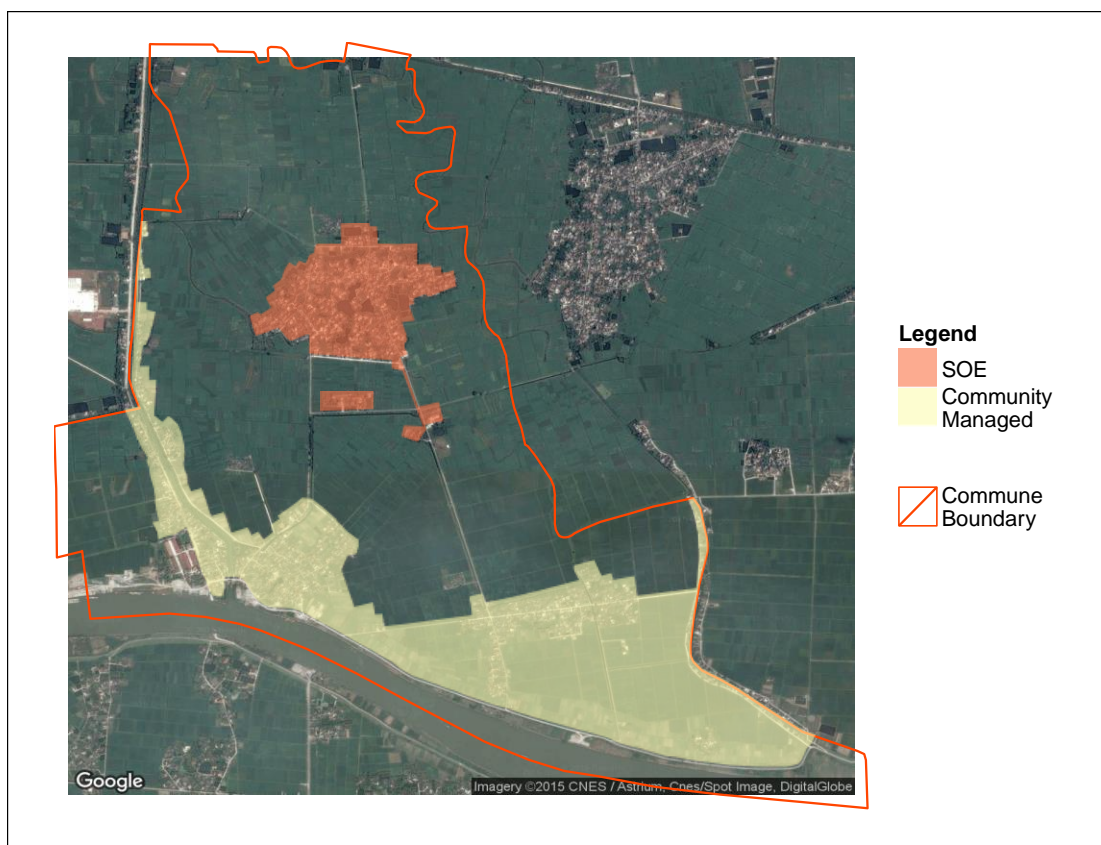 Legend
SOE
Community
Managed
Commune
Boundary
Google
Imagery ©2015 CNES / Astrium, Cnes/Spot Image, DigitalGlobe